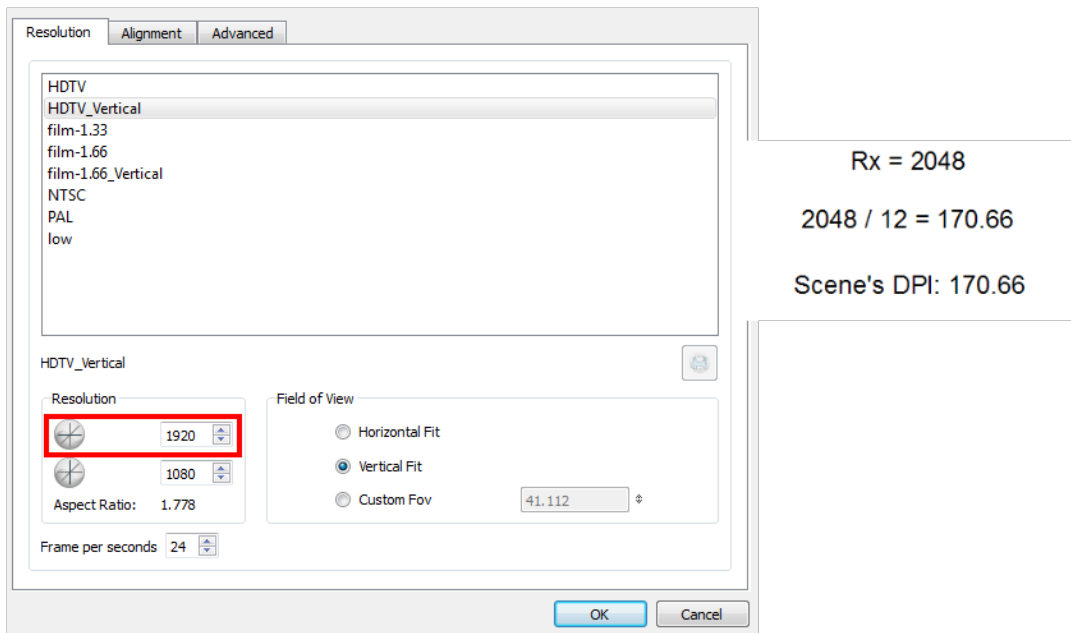 Resolution Alignment Advanced
HDTV
HDTV_Vertical
film-1.33
film-1.66
film-1.66_Vertical
NTSC
PAL
low
Rx = 2048
2048 / 12 = 170.66
Scene's DPI: 170.66
HDTV_Vertical
Resolution
1920
1080
Aspect Ratio: 1.778
Field of View
Horizontal Fit
Vertical Fit
Custom Fov 41.112
Frame per seconds 24
OK Cancel